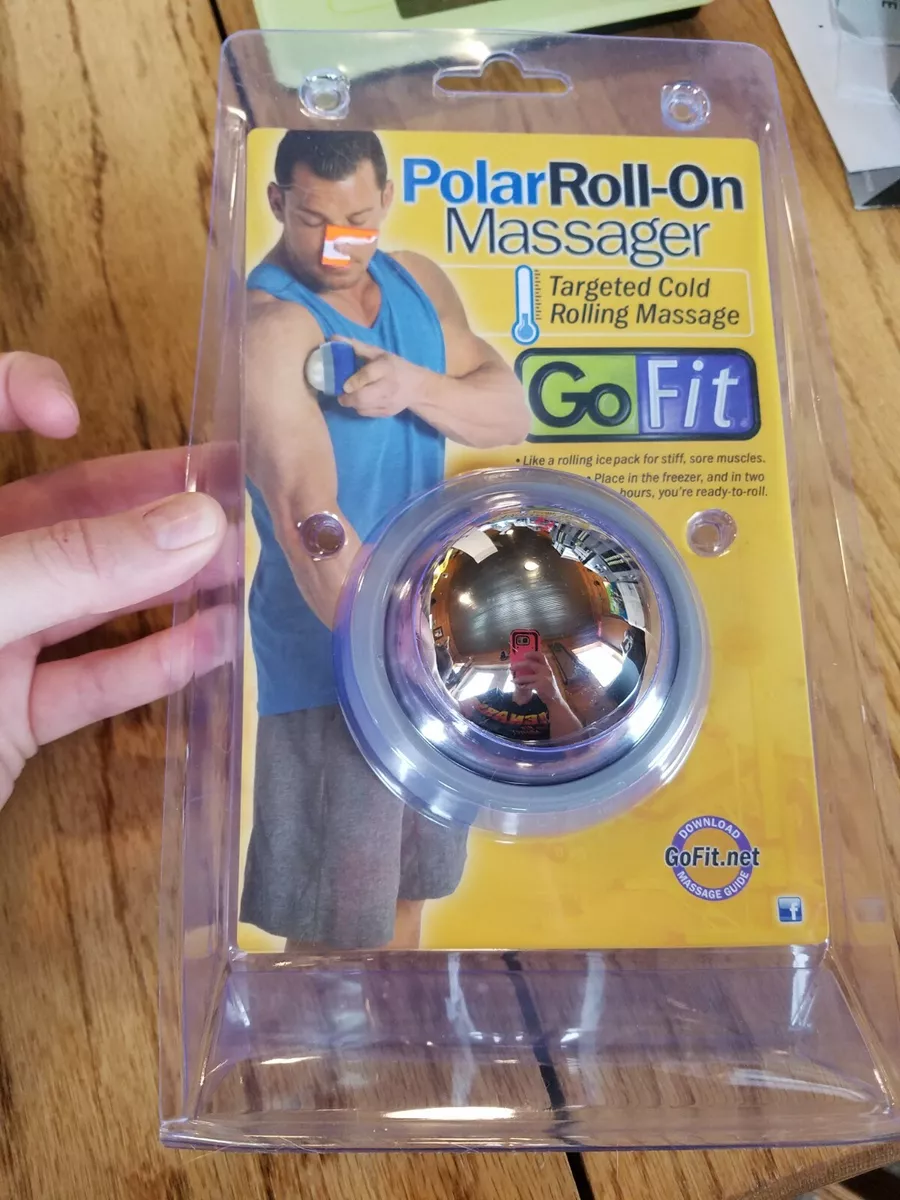 PolarRoll-On
Massager
Targeted Cold
Rolling Massage
GoFit
• Like a rolling ice pack for stiff, sore muscles.
• Place in the freezer, and in two
hours, you're ready-to-roll.
DOWNLOAD
GoFit.net
MASSAGE GUIDE
f